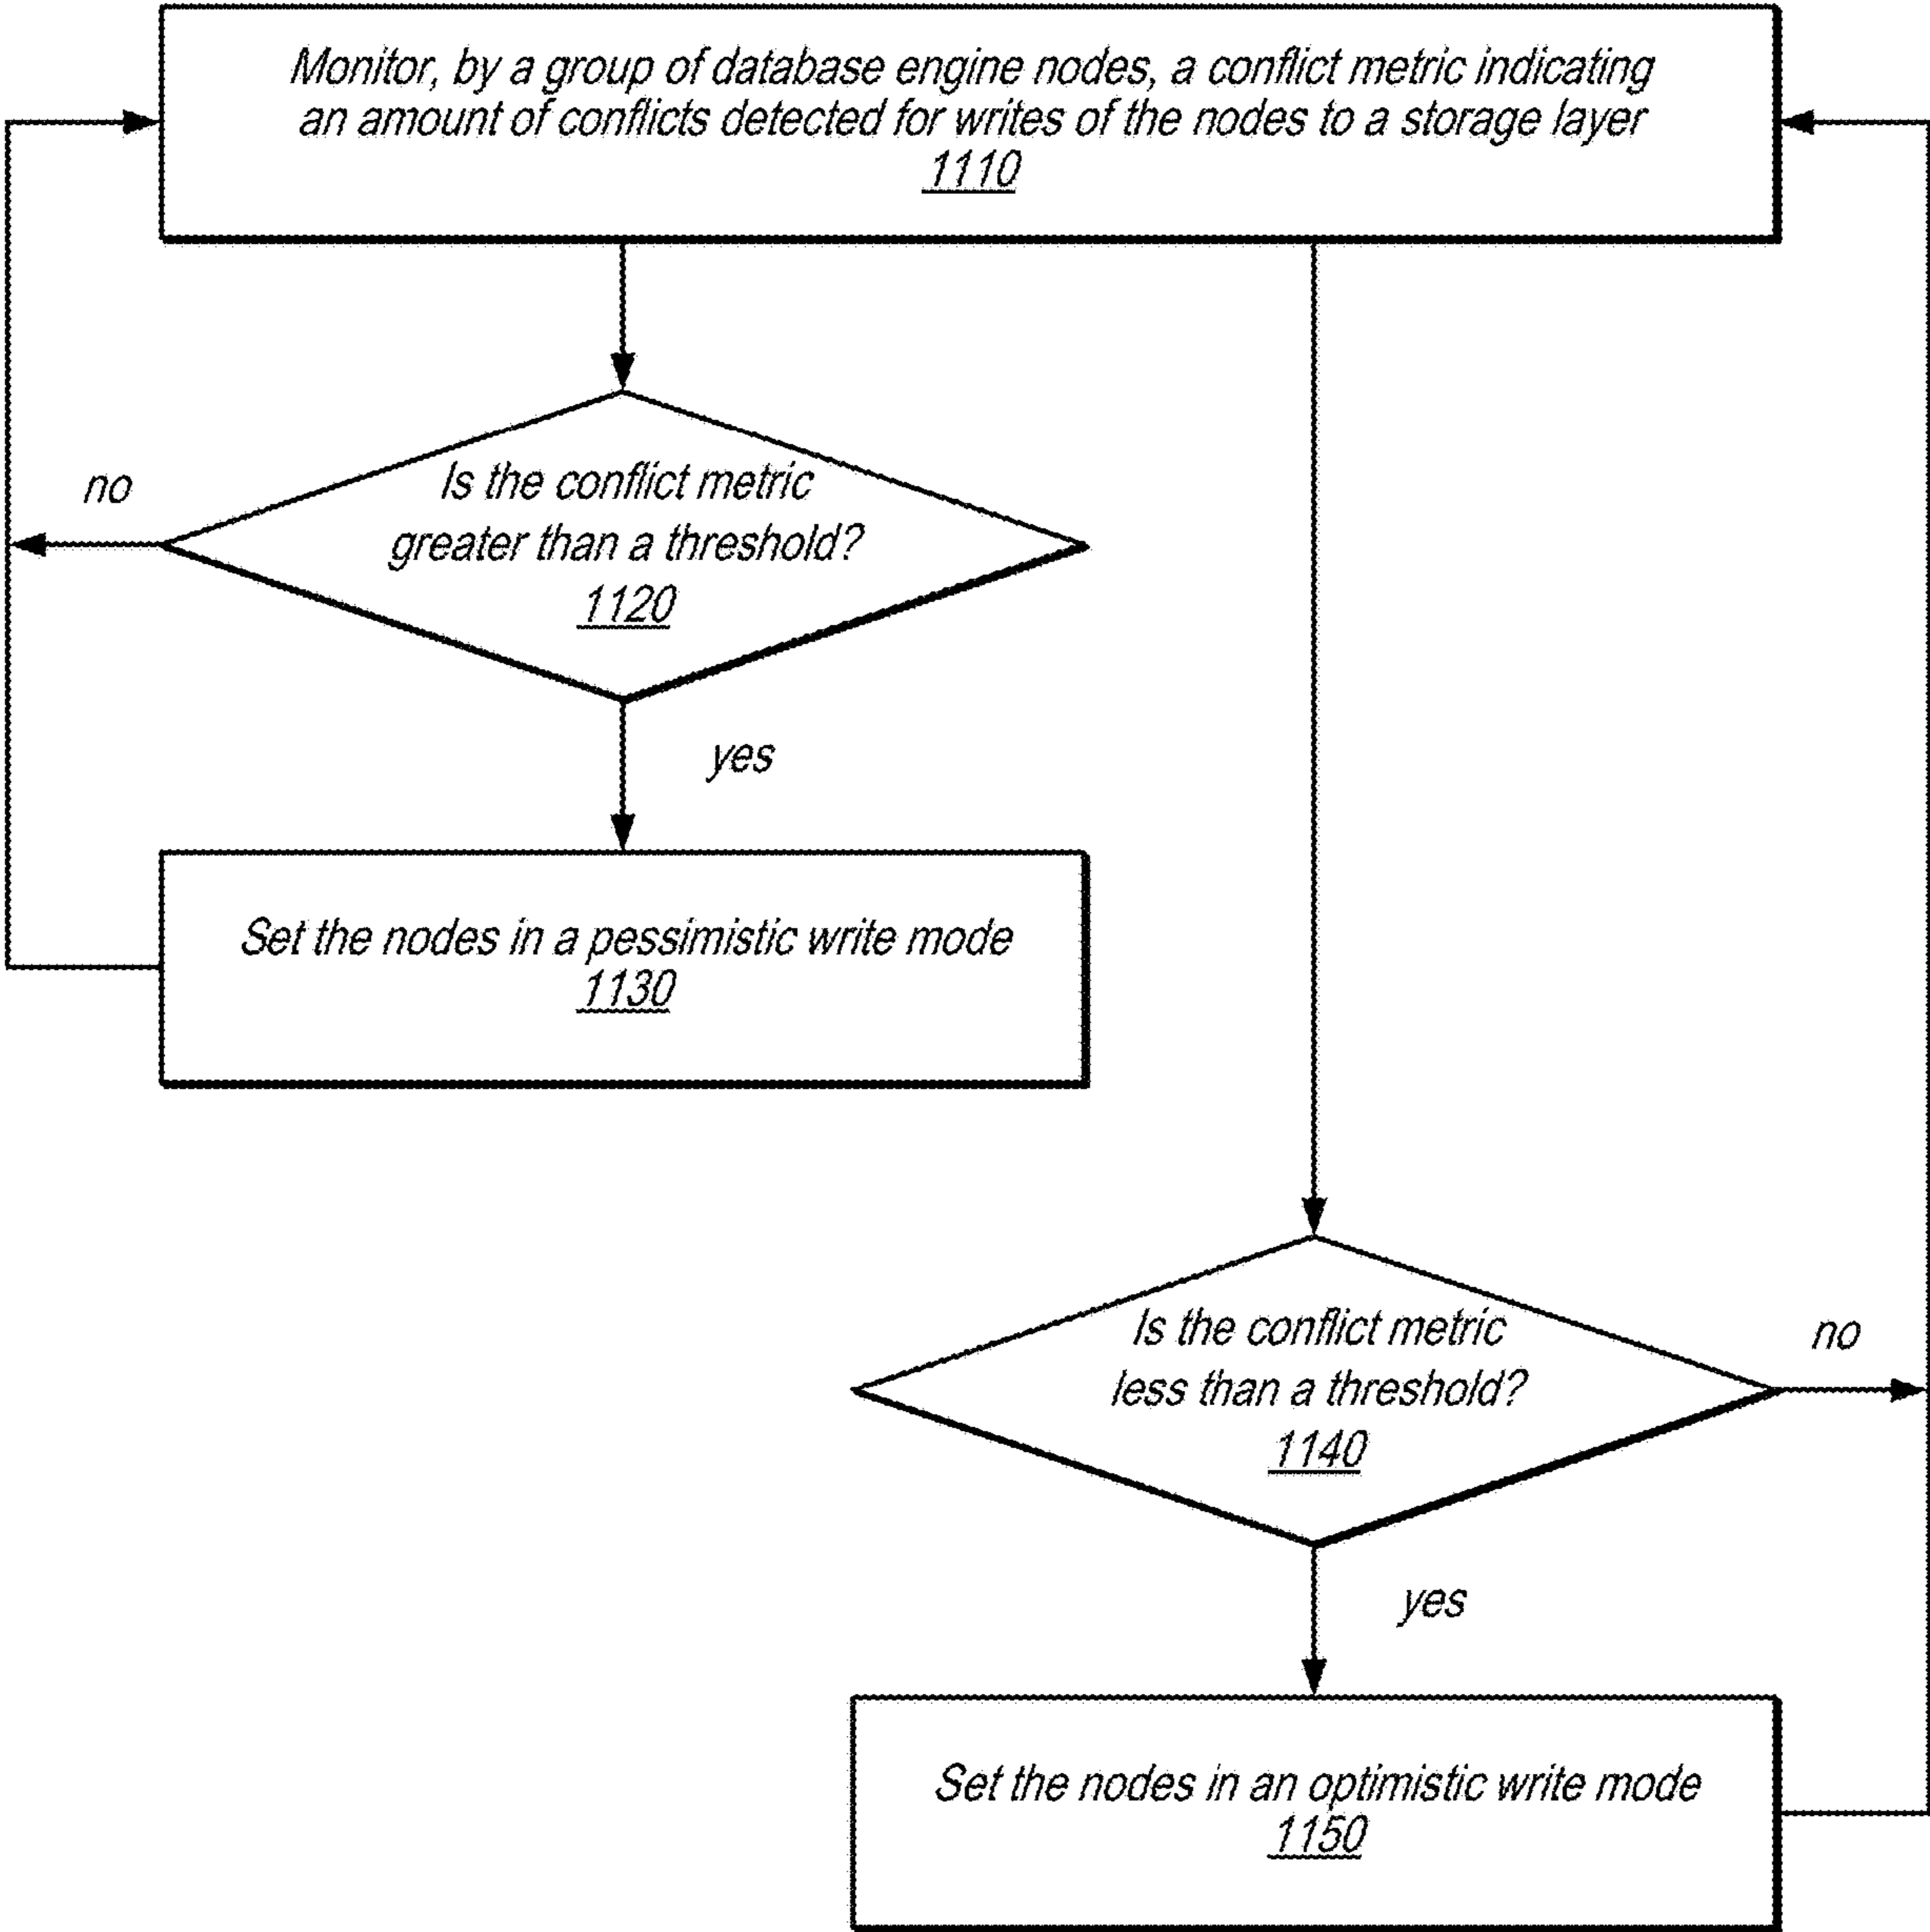 Monitor, by a group of database engine nodes, a conflict metric indicating
an amount of conflicts detected for writes of the nodes to a storage layer
1110
no
Is the conflict metric
greater than a threshold?
1120
yes
Set the nodes in a pessimistic write mode
1130
Is the conflict metric
less than a threshold?
1140
no
yes
Set the nodes in an optimistic write mode
1150